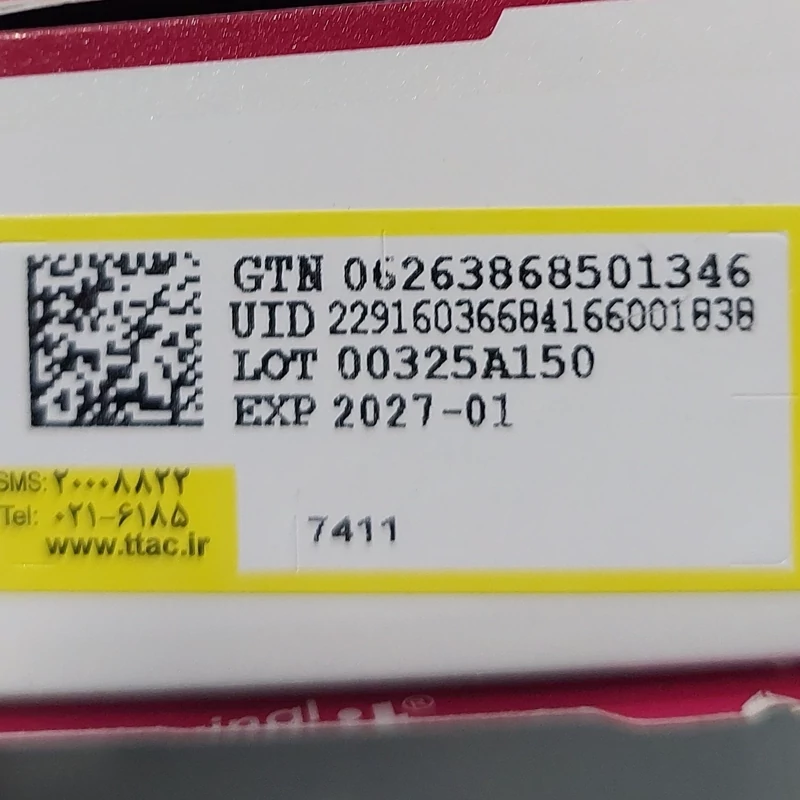 GTN 06263868501346
UID 22916036684166001838
LOT 00325A150
EXP 2027-01
SMS: ۲۰۰۰۸۸۲۲
Tel: ۰۲۱-۶۱۸۵
www.ttac.ir
7411